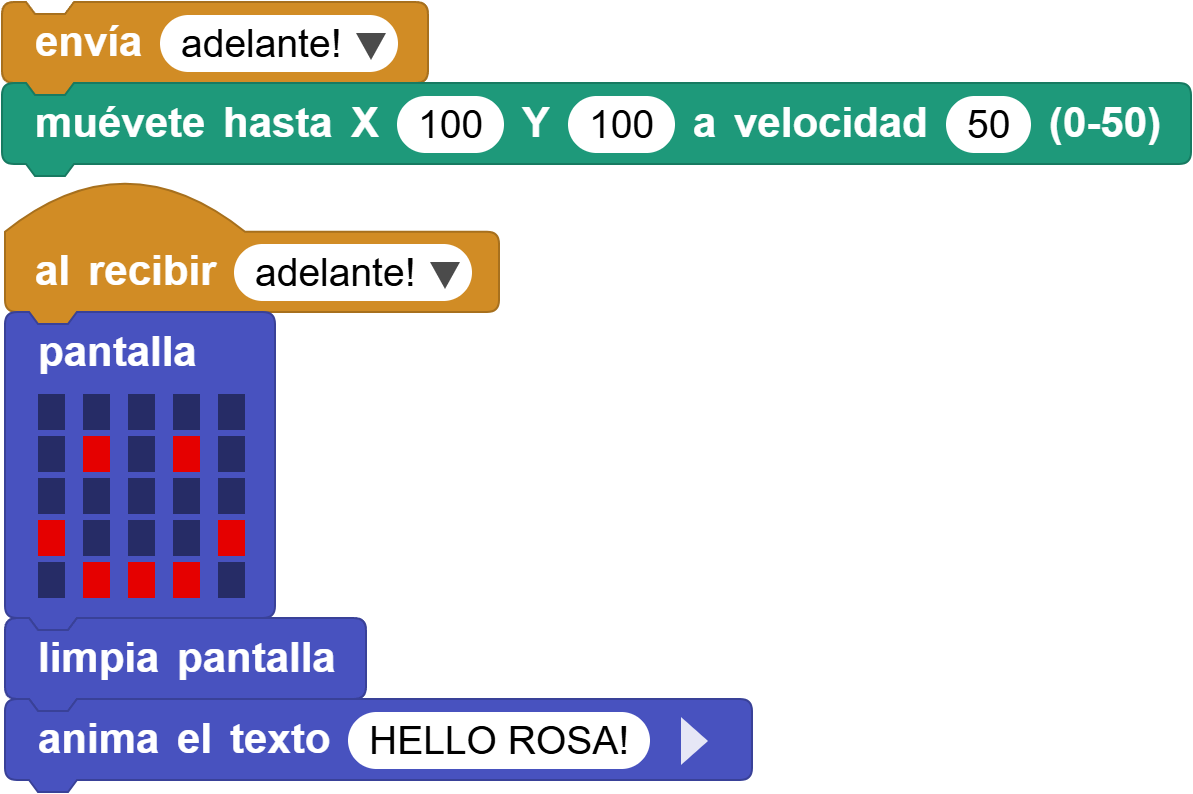 envía adelante!
muévete hasta X 100 Y 100 a velocidad 50 (0-50)
al recibir adelante!
pantalla
limpia pantalla
anima el texto HELLO ROSA!